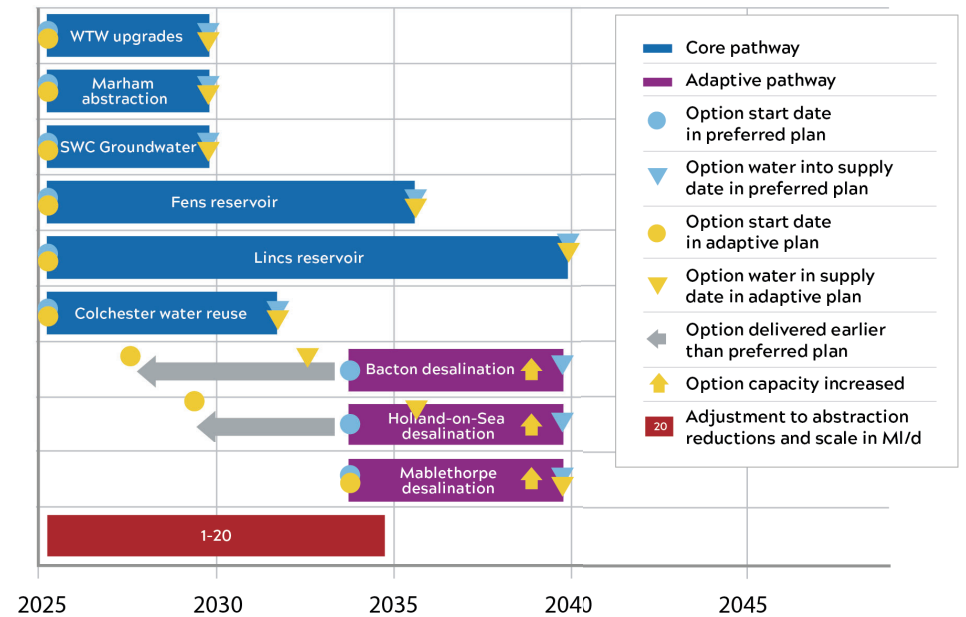 WTW upgrades
Marham
abstraction
SWC Groundwater
Fens reservoir
Lincs reservoir
Colchester water reuse
Bacton desalination
Holland-on-Sea
desalination
Mablethorpe
desalination
1-20
2025
2030
2035
2040
2045
Core pathway
Adaptive pathway
Option start date
in preferred plan
Option water into supply
date in preferred plan
Option start date
in adaptive plan
Option water in supply
date in adaptive plan
Option delivered earlier
than preferred plan
Option capacity increased
20
Adjustment to abstraction
reductions and scale in Ml/d